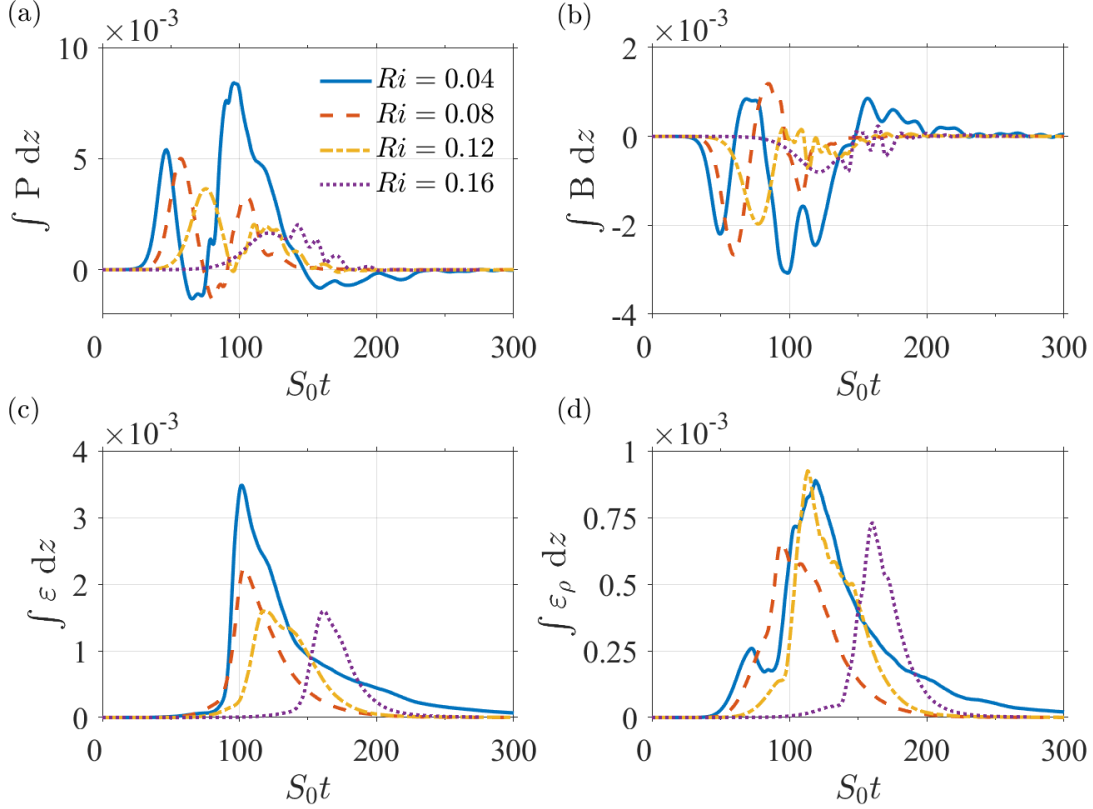 (a)
×10⁻³
10
5
0
∫ P dz
0 100 200 300
S₀t
Ri = 0.04
Ri = 0.08
Ri = 0.12
Ri = 0.16
(b)
×10⁻³
2
0
-2
-4
∫ B dz
0 100 200 300
S₀t
(c)
×10⁻³
4
3
2
1
0
∫ ε dz
0 100 200 300
S₀t
(d)
×10⁻³
1
0.75
0.5
0.25
0
∫ ε_ρ dz
0 100 200 300
S₀t